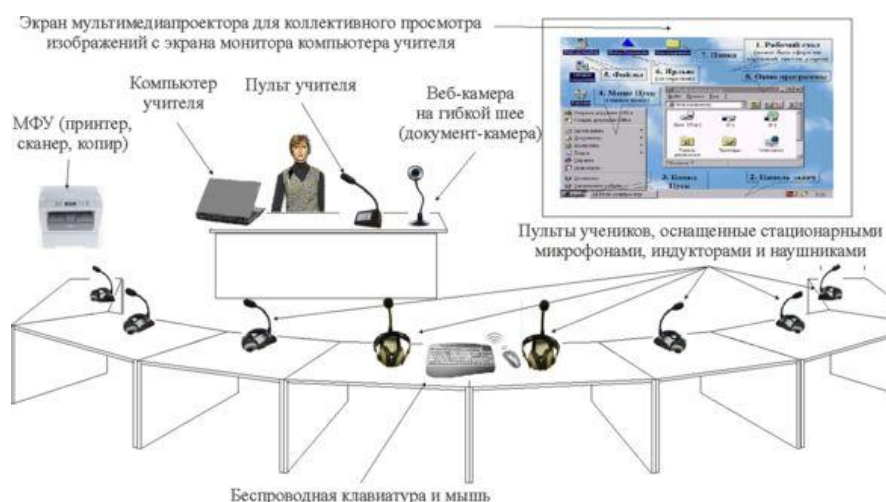 Экран мультимедиапроектора для коллективного просмотра
изображений с экрана монитора компьютера учителя
Компьютер
учителя
Пульт учителя
Веб-камера
на гибкой шее
(документ-камера)
МФУ (принтер,
сканер, копир)
1. Рабочий стол
7. Папка
5. Файлы
6. Ярлык
8. Окно программы
4. Меню Пуск
3. Кнопка
Пуск
2. Панель задач
Пульты учеников, оснащенные стационарными
микрофонами, индукторами и наушниками
Беспроводная клавиатура и мышь